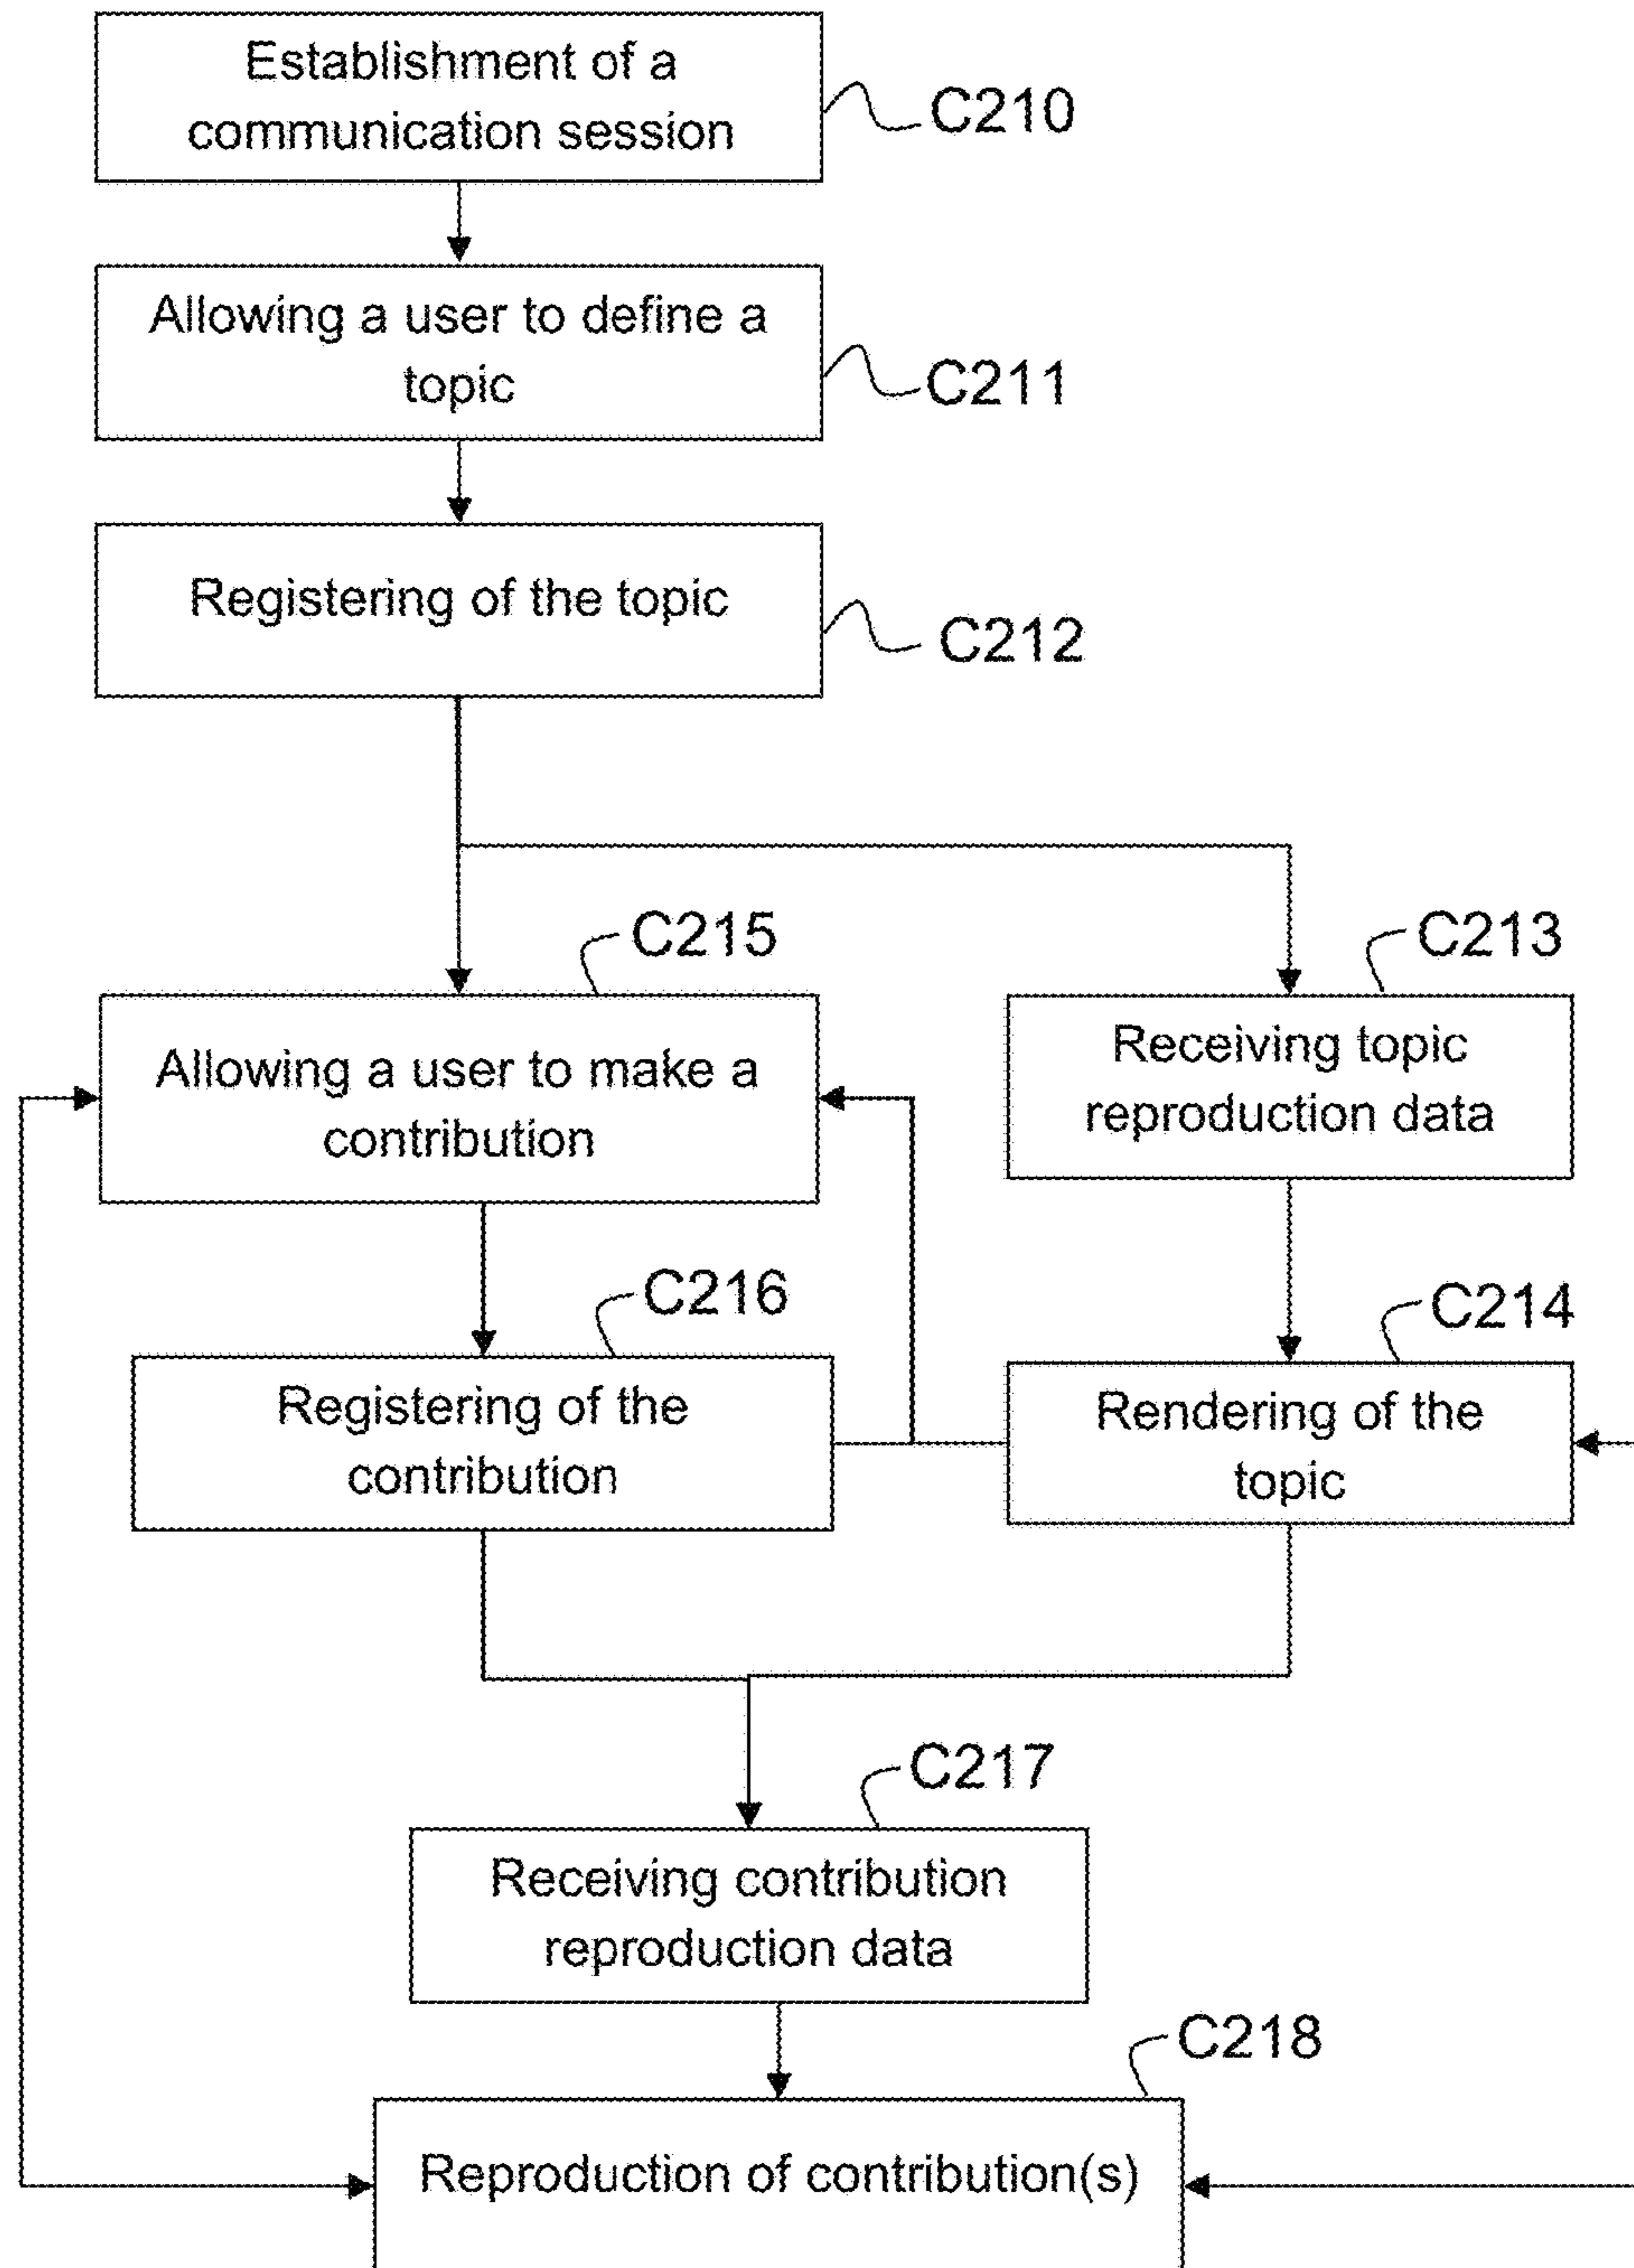 Establishment of a
communication session
C210
Allowing a user to define a
topic
C211
Registering of the topic
C212
C215
C213
Allowing a user to make a
contribution
Receiving topic
reproduction data
C216
C214
Registering of the
contribution
Rendering of the
topic
C217
Receiving contribution
reproduction data
C218
Reproduction of contribution(s)